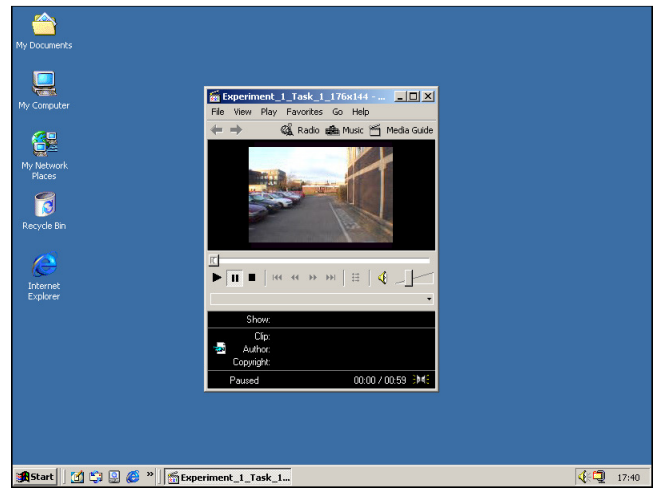 My Documents
My Computer
My Network
Places
Recycle Bin
Internet
Explorer
Experiment_1_Task_1_176x144 - ...
File View Play Favorites Go Help
Radio Music Media Guide
Show:
Clip:
Author:
Copyright:
Paused 00:00 / 00:59
Start » Experiment_1_Task_1... 17:40